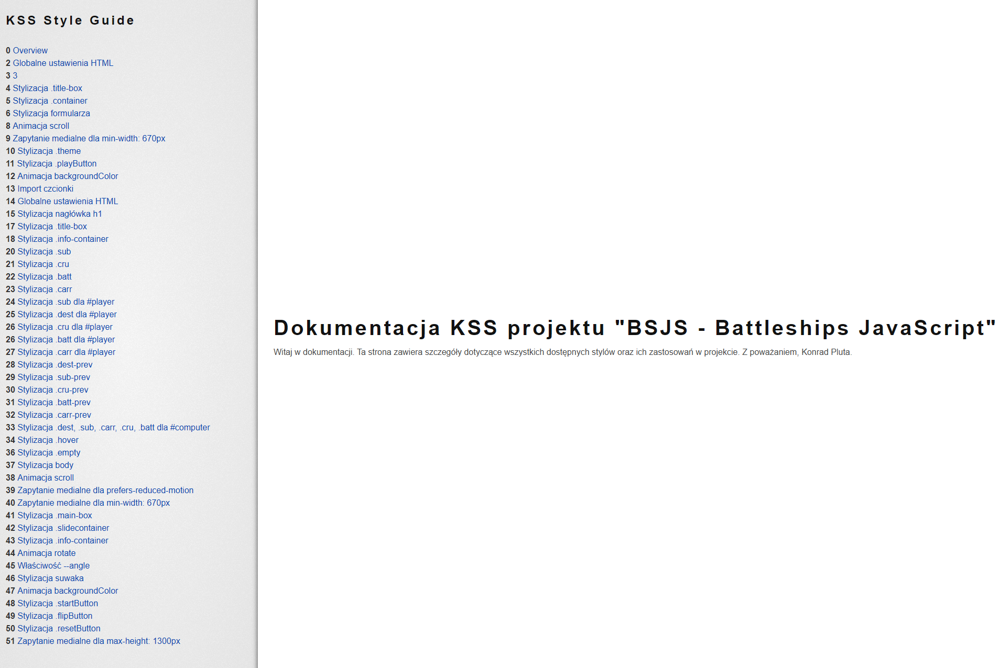 KSS Style Guide
0 Overview
2 Globalne ustawienia HTML
3 3
4 Stylizacja .title-box
5 Stylizacja .container
6 Stylizacja formularza
8 Animacja scroll
9 Zapytanie medialne dla min-width: 670px
10 Stylizacja .theme
11 Stylizacja .playButton
12 Animacja backgroundColor
13 Import czcionki
14 Globalne ustawienia HTML
15 Stylizacja nagłówka h1
17 Stylizacja .title-box
18 Stylizacja .info-container
20 Stylizacja .sub
21 Stylizacja .cru
22 Stylizacja .batt
23 Stylizacja .carr
24 Stylizacja .sub dla #player
25 Stylizacja .dest dla #player
26 Stylizacja .cru dla #player
26 Stylizacja .batt dla #player
27 Stylizacja .carr dla #player
28 Stylizacja .dest-prev
29 Stylizacja .sub-prev
30 Stylizacja .cru-prev
31 Stylizacja .batt-prev
32 Stylizacja .carr-prev
33 Stylizacja .dest, .sub, .carr, .cru, .batt dla #computer
34 Stylizacja .hover
36 Stylizacja .empty
37 Stylizacja body
38 Animacja scroll
39 Zapytanie medialne dla prefers-reduced-motion
40 Zapytanie medialne dla min-width: 670px
41 Stylizacja .main-box
42 Stylizacja .slidecontainer
43 Stylizacja .info-container
44 Animacja rotate
45 Właściwość --angle
46 Stylizacja suwaka
47 Animacja backgroundColor
48 Stylizacja .startButton
49 Stylizacja .flipButton
50 Stylizacja .resetButton
51 Zapytanie medialne dla max-height: 1300px
Dokumentacja KSS projektu "BSJS - Battleships JavaScript"
Witaj w dokumentacji. Ta strona zawiera szczegóły dotyczące wszystkich dostępnych stylów oraz ich zastosowań w projekcie. Z poważaniem, Konrad Pluta.